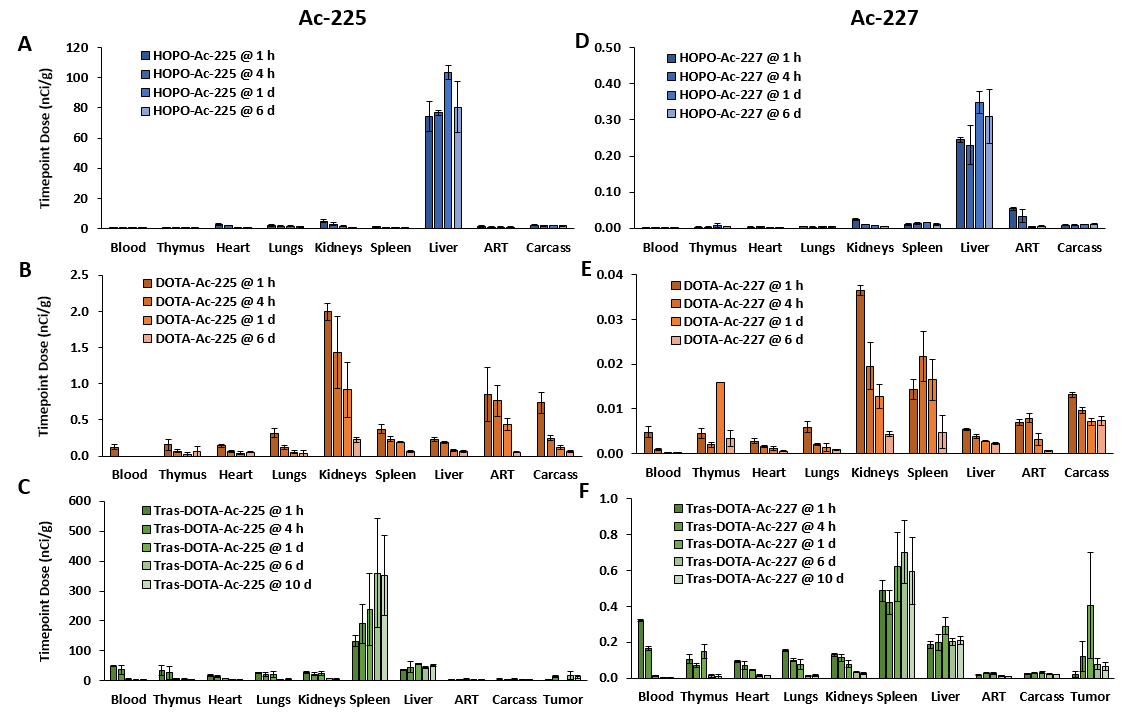 Ac-225
Ac-227
A
Timepoint Dose (nCi/g)
120
100
80
60
40
20
0
HOPO-Ac-225 @ 1 h
HOPO-Ac-225 @ 4 h
HOPO-Ac-225 @ 1 d
HOPO-Ac-225 @ 6 d
Blood Thymus Heart Lungs Kidneys Spleen Liver ART Carcass
D
0.50
0.40
0.30
0.20
0.10
0.00
HOPO-Ac-227 @ 1 h
HOPO-Ac-227 @ 4 h
HOPO-Ac-227 @ 1 d
HOPO-Ac-227 @ 6 d
Blood Thymus Heart Lungs Kidneys Spleen Liver ART Carcass
B
Timepoint Dose (nCi/g)
2.5
2.0
1.5
1.0
0.5
0.0
DOTA-Ac-225 @ 1 h
DOTA-Ac-225 @ 4 h
DOTA-Ac-225 @ 1 d
DOTA-Ac-225 @ 6 d
Blood Thymus Heart Lungs Kidneys Spleen Liver ART Carcass
E
0.04
0.03
0.02
0.01
0.00
DOTA-Ac-227 @ 1 h
DOTA-Ac-227 @ 4 h
DOTA-Ac-227 @ 1 d
DOTA-Ac-227 @ 6 d
Blood Thymus Heart Lungs Kidneys Spleen Liver ART Carcass
C
Timepoint Dose (nCi/g)
600
500
400
300
200
100
0
Tras-DOTA-Ac-225 @ 1 h
Tras-DOTA-Ac-225 @ 4 h
Tras-DOTA-Ac-225 @ 1 d
Tras-DOTA-Ac-225 @ 6 d
Tras-DOTA-Ac-225 @ 10 d
Blood Thymus Heart Lungs Kidneys Spleen Liver ART Carcass Tumor
F
1.0
0.8
0.6
0.4
0.2
0.0
Tras-DOTA-Ac-227 @ 1 h
Tras-DOTA-Ac-227 @ 4 h
Tras-DOTA-Ac-227 @ 1 d
Tras-DOTA-Ac-227 @ 6 d
Tras-DOTA-Ac-227 @ 10 d
Blood Thymus Heart Lungs Kidneys Spleen Liver ART Carcass Tumor